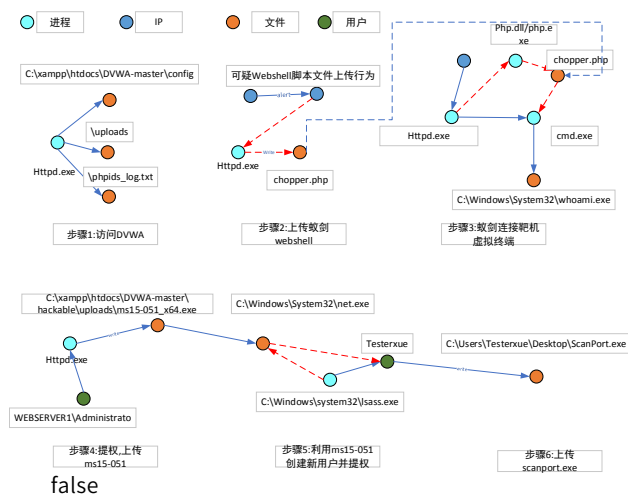 进程
IP
文件
用户
C:\xampp\htdocs\DVWA-master\config
\uploads
\phpids_log.txt
Httpd.exe
步骤1:访问DVWA
可疑Webshell脚本文件上传行为
alert
Httpd.exe
Write
chopper.php
步骤2:上传蚁剑
webshell
Php.dll/php.e
xe
chopper.php
Httpd.exe
cmd.exe
C:\Windows\System32\whoami.exe
步骤3:蚁剑连接靶机
虚拟终端
C:\xampp\htdocs\DVWA-master\
hackable\uploads\ms15-051_x64.exe
write
Httpd.exe
WEBSERVER1\Administrato
步骤4:提权,上传
ms15-051
C:\Windows\System32\net.exe
Testerxue
C:\Windows\system32\lsass.exe
步骤5:利用ms15-051
创建新用户并提权
C:\Users\Testerxue\Desktop\ScanPort.exe
write
步骤6:上传
scanport.exe
false